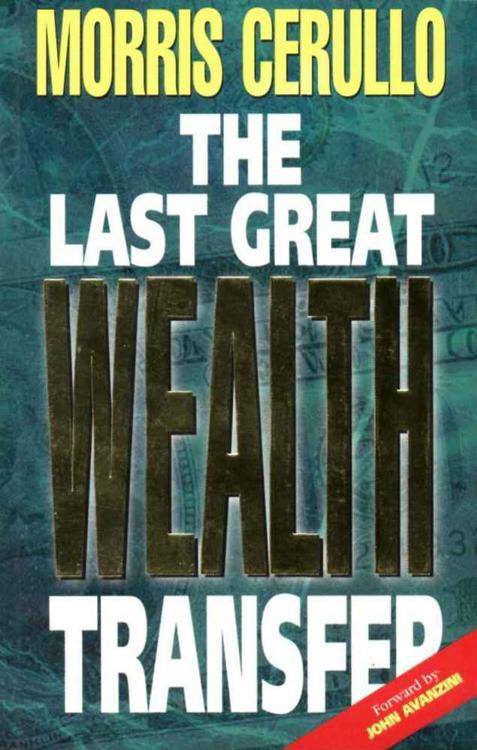 MORRIS CERULLO
THE
LAST GREAT
WEALTH
TRANSFER
Forward by
JOHN AVANZINI